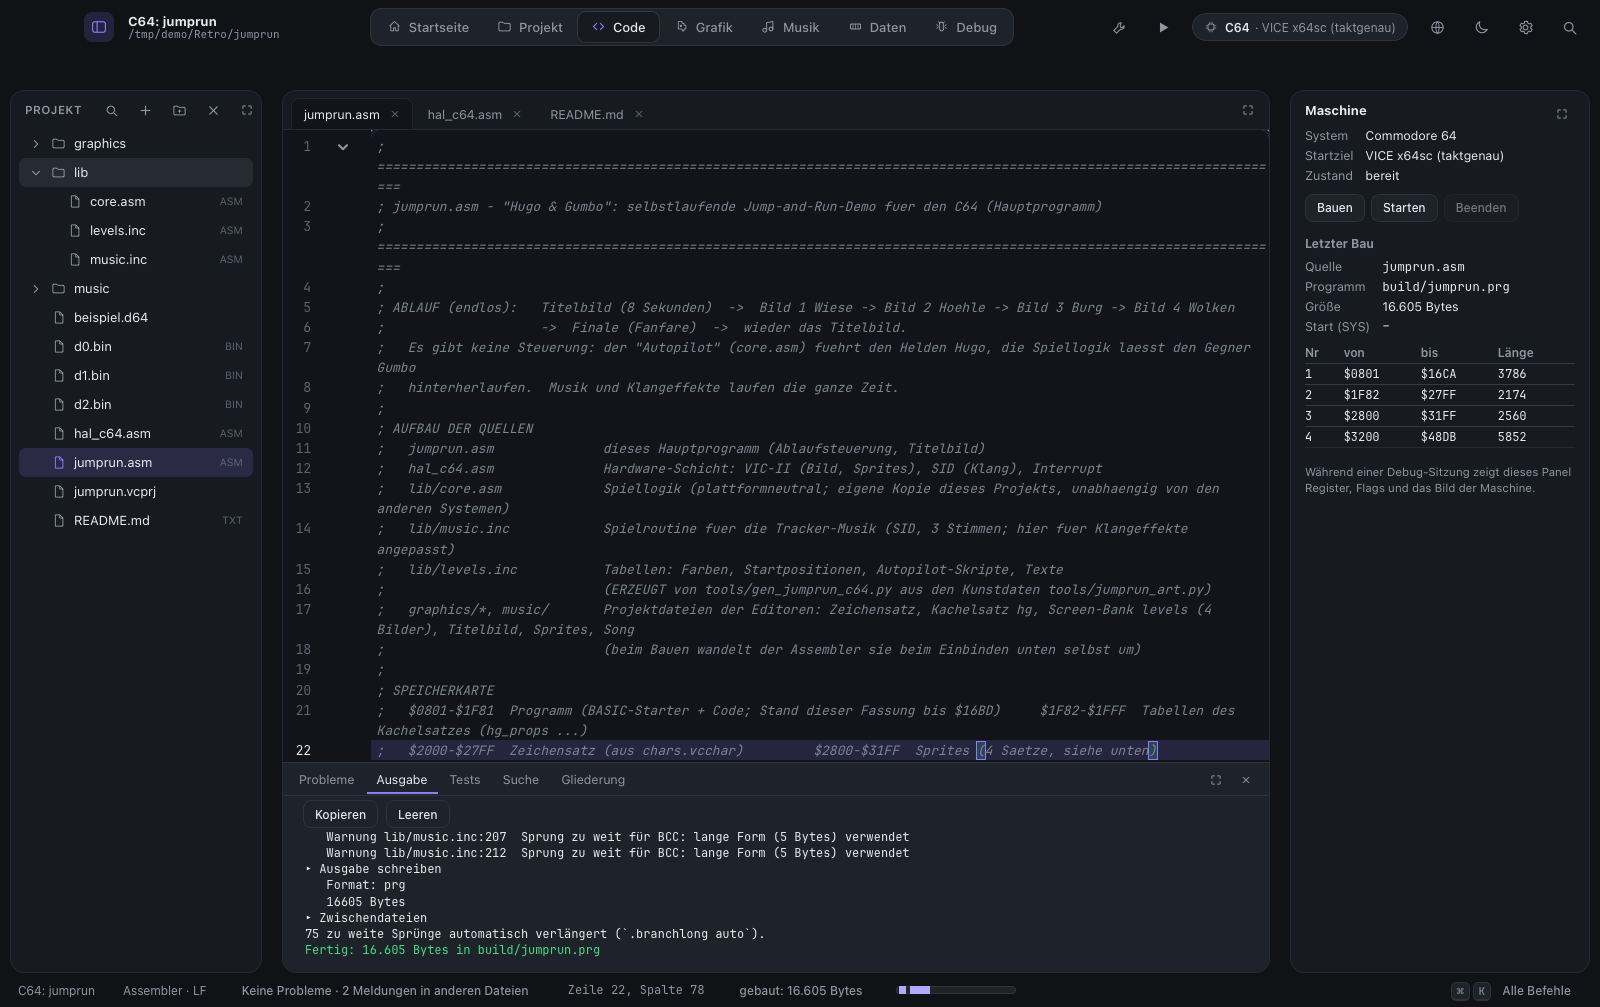 C64: jumprun
/tmp/demo/Retro/jumprun
Startseite
Projekt
Code
Grafik
Musik
Daten
Debug
C64 · VICE x64sc (taktgenau)
PROJEKT
graphics
lib
core.asm ASM
levels.inc ASM
music.inc ASM
music
beispiel.d64
d0.bin BIN
d1.bin BIN
d2.bin BIN
hal_c64.asm ASM
jumprun.asm ASM
jumprun.vcprj
README.md TXT
jumprun.asm ×
hal_c64.asm ×
README.md ×
1 ;
==================================================================================================================
===
2 ; jumprun.asm - "Hugo & Gumbo": selbstlaufende Jump-and-Run-Demo fuer den C64 (Hauptprogramm)
3 ;
==================================================================================================================
===
4 ;
5 ; ABLAUF (endlos):   Titelbild (8 Sekunden)  ->  Bild 1 Wiese -> Bild 2 Hoehle -> Bild 3 Burg -> Bild 4 Wolken
6 ;                    ->  Finale (Fanfare)  ->  wieder das Titelbild.
7 ;   Es gibt keine Steuerung: der "Autopilot" (core.asm) fuehrt den Helden Hugo, die Spiellogik laesst den Gegner
Gumbo
8 ;   hinterherlaufen.  Musik und Klangeffekte laufen die ganze Zeit.
9 ;
10 ; AUFBAU DER QUELLEN
11 ;   jumprun.asm              dieses Hauptprogramm (Ablaufsteuerung, Titelbild)
12 ;   hal_c64.asm              Hardware-Schicht: VIC-II (Bild, Sprites), SID (Klang), Interrupt
13 ;   lib/core.asm             Spiellogik (plattformneutral; eigene Kopie dieses Projekts, unabhaengig von den
anderen Systemen)
14 ;   lib/music.inc            Spielroutine fuer die Tracker-Musik (SID, 3 Stimmen; hier fuer Klangeffekte
angepasst)
15 ;   lib/levels.inc           Tabellen: Farben, Startpositionen, Autopilot-Skripte, Texte
16 ;                            (ERZEUGT von tools/gen_jumprun_c64.py aus den Kunstdaten tools/jumprun_art.py)
17 ;   graphics/*, music/       Projektdateien der Editoren: Zeichensatz, Kachelsatz hg, Screen-Bank levels (4
Bilder), Titelbild, Sprites, Song
18 ;                            (beim Bauen wandelt der Assembler sie beim Einbinden unten selbst um)
19 ;
20 ; SPEICHERKARTE
21 ;   $0801-$1F81  Programm (BASIC-Starter + Code; Stand dieser Fassung bis $16BD)     $1F82-$1FFF  Tabellen des
Kachelsatzes (hg_props ...)
22 ;   $2000-$27FF  Zeichensatz (aus chars.vcchar)         $2800-$31FF  Sprites (4 Saetze, siehe unten)
Probleme
Ausgabe
Tests
Suche
Gliederung
Kopieren
Leeren
Warnung lib/music.inc:207  Sprung zu weit für BCC: lange Form (5 Bytes) verwendet
Warnung lib/music.inc:212  Sprung zu weit für BCC: lange Form (5 Bytes) verwendet
▸ Ausgabe schreiben
Format: prg
16605 Bytes
▸ Zwischendateien
75 zu weite Sprünge automatisch verlängert (`.branchlong auto`).
Fertig: 16.605 Bytes in build/jumprun.prg
Maschine
System Commodore 64
Startziel VICE x64sc (taktgenau)
Zustand bereit
Bauen
Starten
Beenden
Letzter Bau
Quelle jumprun.asm
Programm build/jumprun.prg
Größe 16.605 Bytes
Start (SYS) –
Nr von bis Länge
1 $0801 $16CA 3786
2 $1F82 $27FF 2174
3 $2800 $31FF 2560
4 $3200 $48DB 5852
Während einer Debug-Sitzung zeigt dieses Panel
Register, Flags und das Bild der Maschine.
C64: jumprun
Assembler · LF
Keine Probleme · 2 Meldungen in anderen Dateien
Zeile 22, Spalte 78
gebaut: 16.605 Bytes
⌘ K Alle Befehle